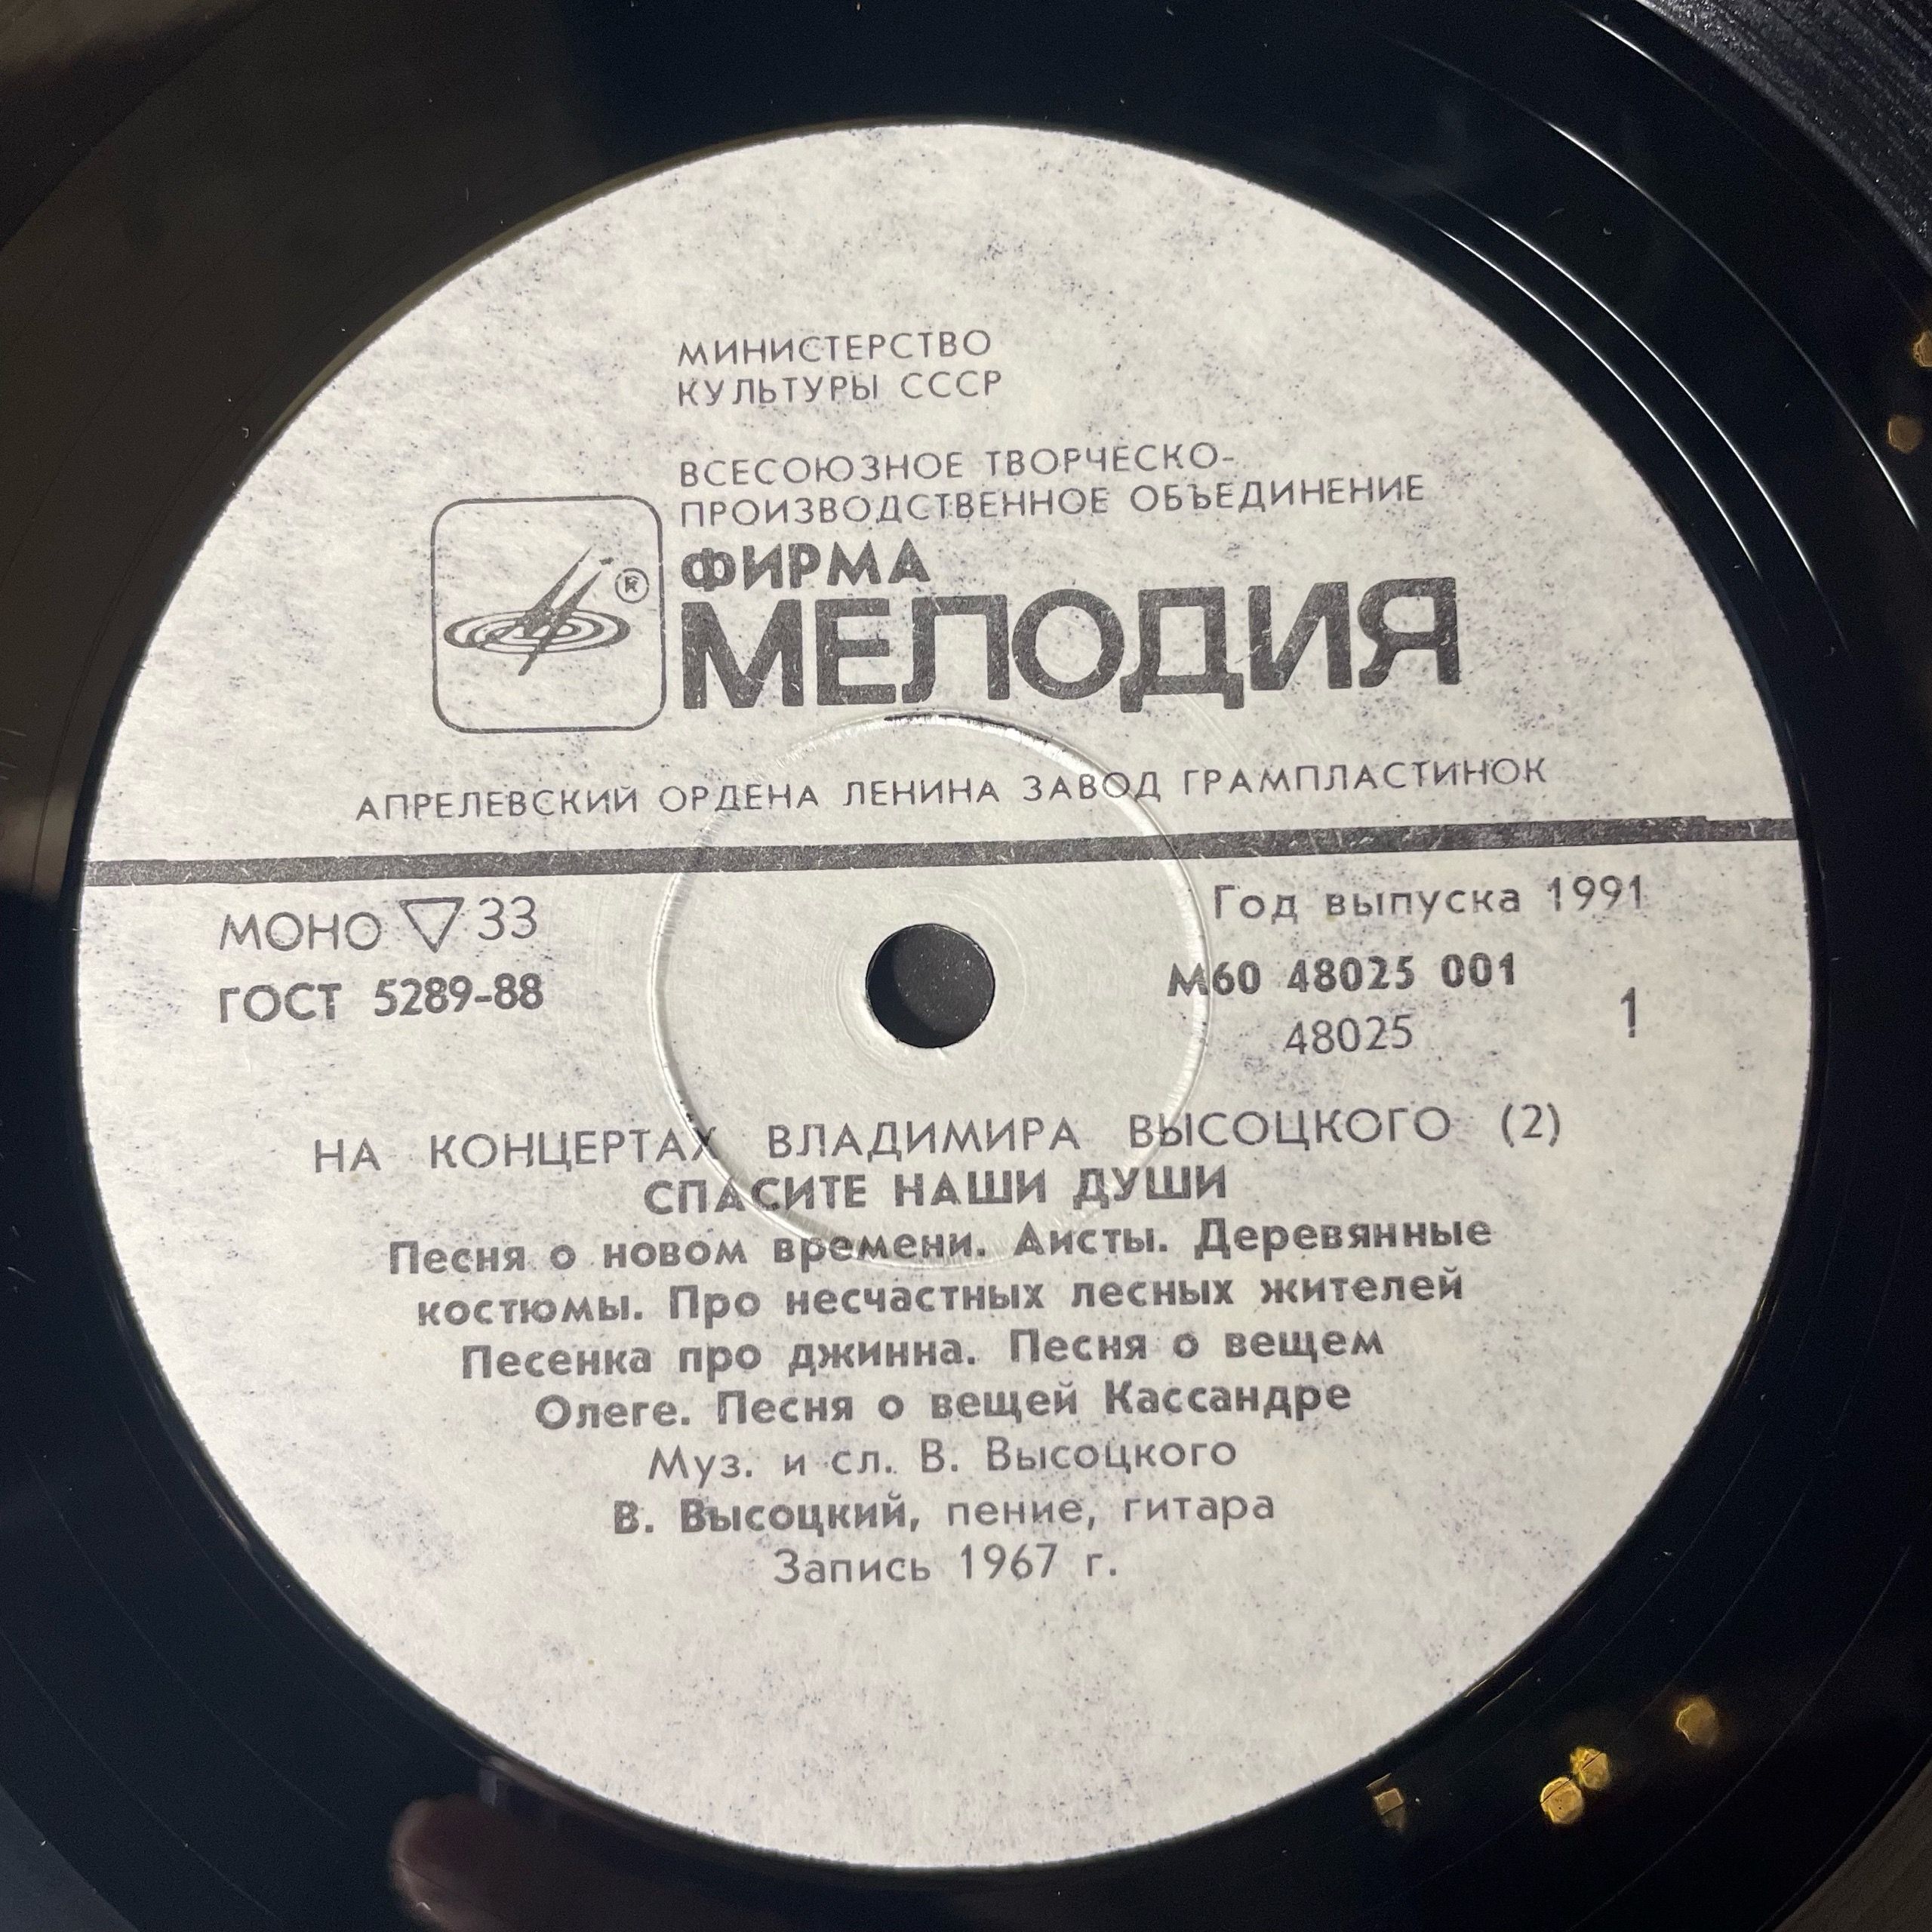 МИНИСТЕРСТВО
КУЛЬТУРЫ СССР
ВСЕСОЮЗНОЕ ТВОРЧЕСКО-
ПРОИЗВОДСТВЕННОЕ ОБЪЕДИНЕНИЕ
ФИРМА
®
МЕЛОДИЯ
АПРЕЛЕВСКИЙ ОРДЕНА ЛЕНИНА ЗАВОД ГРАМПЛАСТИНОК
МОНО ▽ 33
ГОСТ 5289-88
Год выпуска 1991
М60 48025 001
48025
1
НА КОНЦЕРТАХ ВЛАДИМИРА ВЫСОЦКОГО (2)
СПАСИТЕ НАШИ ДУШИ
Песня о новом времени. Аисты. Деревянные
костюмы. Про несчастных лесных жителей
Песенка про джинна. Песня о вещем
Олеге. Песня о вещей Кассандре
Муз. и сл. В. Высоцкого
В. Высоцкий, пение, гитара
Запись 1967 г.